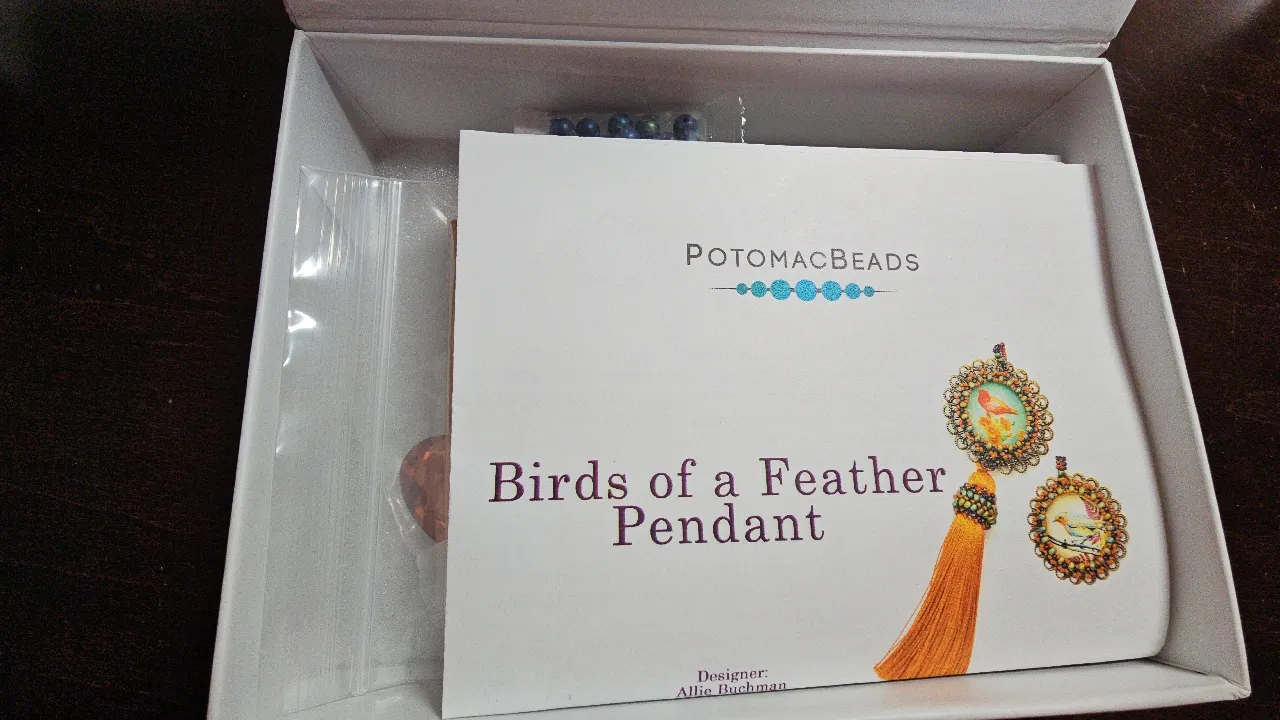 POTOMACBEADS
Birds of a Feather
Pendant
Designer:
Allie Buchman